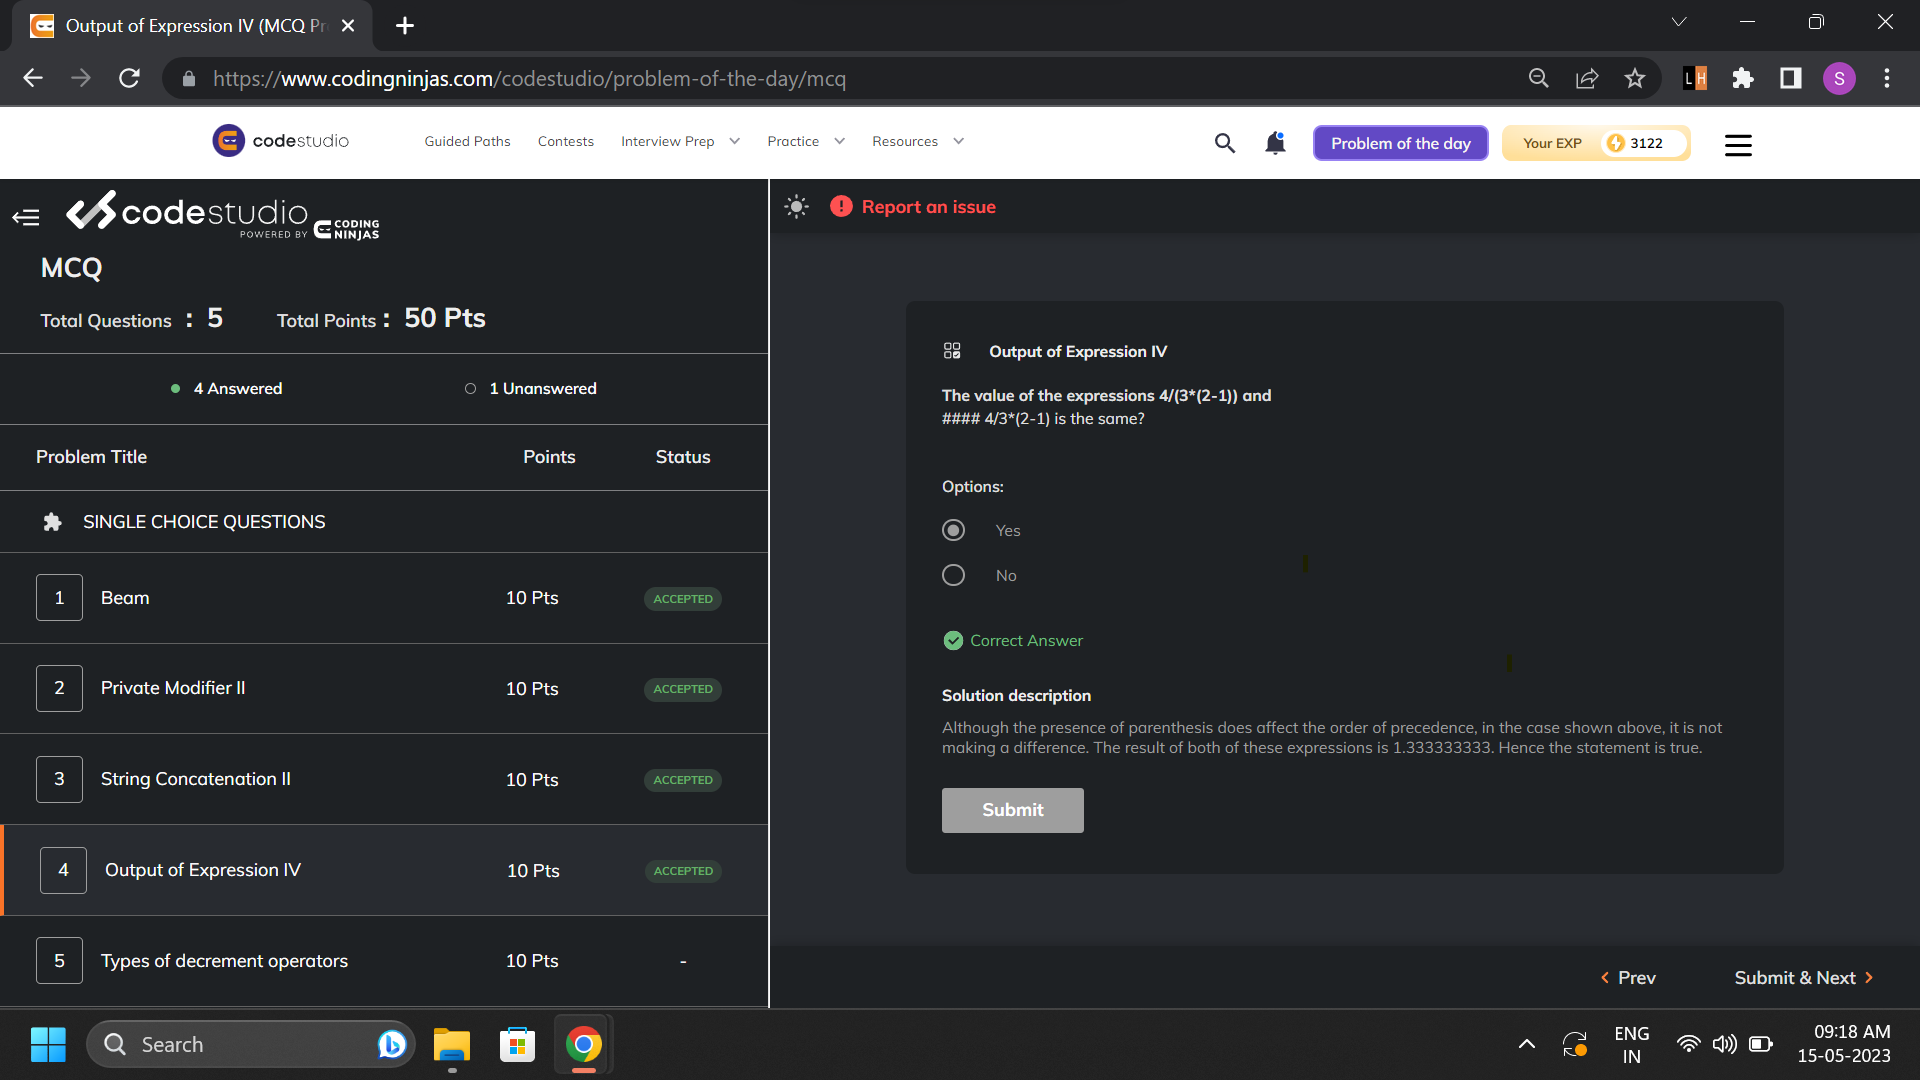 Output of Expression IV (MCQ Pr
https://www.codingninjas.com/codestudio/problem-of-the-day/mcq
L H
S
codestudio
Guided Paths
Contests
Interview Prep
Practice
Resources
Problem of the day
Your EXP
3122
codestudio
POWERED BY CODING NINJAS
Report an issue
MCQ
Total Questions : 5
Total Points : 50 Pts
4 Answered
1 Unanswered
Problem Title
Points
Status
SINGLE CHOICE QUESTIONS
1 Beam 10 Pts ACCEPTED
2 Private Modifier II 10 Pts ACCEPTED
3 String Concatenation II 10 Pts ACCEPTED
4 Output of Expression IV 10 Pts ACCEPTED
5 Types of decrement operators 10 Pts -
Output of Expression IV
The value of the expressions 4/(3*(2-1)) and
#### 4/3*(2-1) is the same?
Options:
Yes
No
Correct Answer
Solution description
Although the presence of parenthesis does affect the order of precedence, in the case shown above, it is not
making a difference. The result of both of these expressions is 1.333333333. Hence the statement is true.
Submit
Prev
Submit & Next
Search
ENG
IN
09:18 AM
15-05-2023